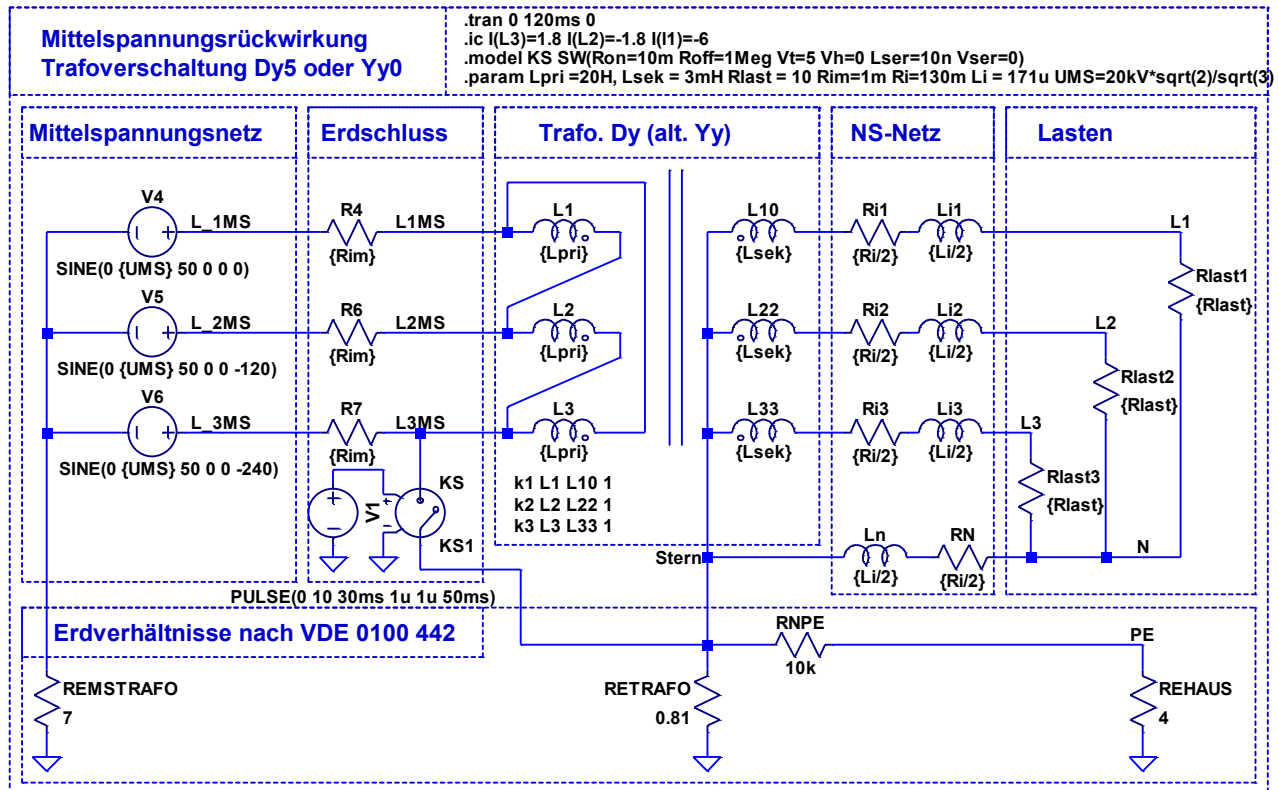 Mittelspannungsrückwirkung
Trafoverschaltung Dy5 oder Yy0
.tran 0 120ms 0
.ic I(L3)=1.8 I(L2)=-1.8 I(I1)=-6
.model KS SW(Ron=10m Roff=1Meg Vt=5 Vh=0 Lser=10n Vser=0)
.param Lpri =20H, Lsek = 3mH Rlast = 10 Rim=1m Ri=130m Li = 171u UMS=20kV*sqrt(2)/sqrt(3)
Mittelspannungsnetz
Erdschluss
Trafo. Dy (alt. Yy)
NS-Netz
Lasten
V4
L_1MS
SINE(0 {UMS} 50 0 0 0)
R4
{Rim}
L1MS
L1
{Lpri}
L10
{Lsek}
Ri1
{Ri/2}
Li1
{Li/2}
L1
Rlast1
{Rlast}
V5
L_2MS
SINE(0 {UMS} 50 0 0 -120)
R6
{Rim}
L2MS
L2
{Lpri}
L22
{Lsek}
Ri2
{Ri/2}
Li2
{Li/2}
L2
Rlast2
{Rlast}
V6
L_3MS
SINE(0 {UMS} 50 0 0 -240)
R7
{Rim}
L3MS
L3
{Lpri}
L33
{Lsek}
Ri3
{Ri/2}
Li3
{Li/2}
L3
Rlast3
{Rlast}
k1 L1 L10 1
k2 L2 L22 1
k3 L3 L33 1
V1
KS
KS1
PULSE(0 10 30ms 1u 1u 50ms)
Stern
Ln
{Li/2}
RN
{Ri/2}
N
Erdverhältnisse nach VDE 0100 442
RNPE
10k
PE
REMSTRAFO
7
RETRAFO
0.81
REHAUS
4